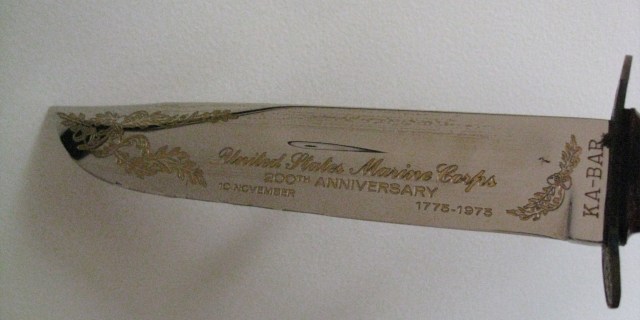 United States Marine Corps
200TH ANNIVERSARY
10 NOVEMBER 1775-1975
KA-BAR